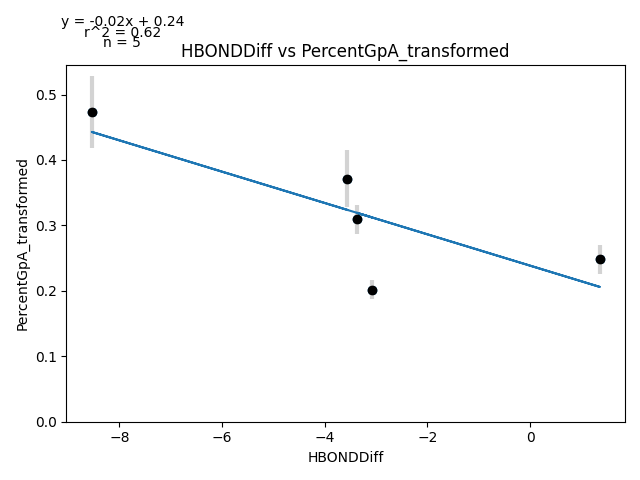 y = -0.02x + 0.24
r^2 = 0.62
n = 5
HBONDDiff vs PercentGpA_transformed
PercentGpA_transformed
0.5
0.4
0.3
0.2
0.1
0.0
−8
−6
−4
−2
0
HBONDDiff